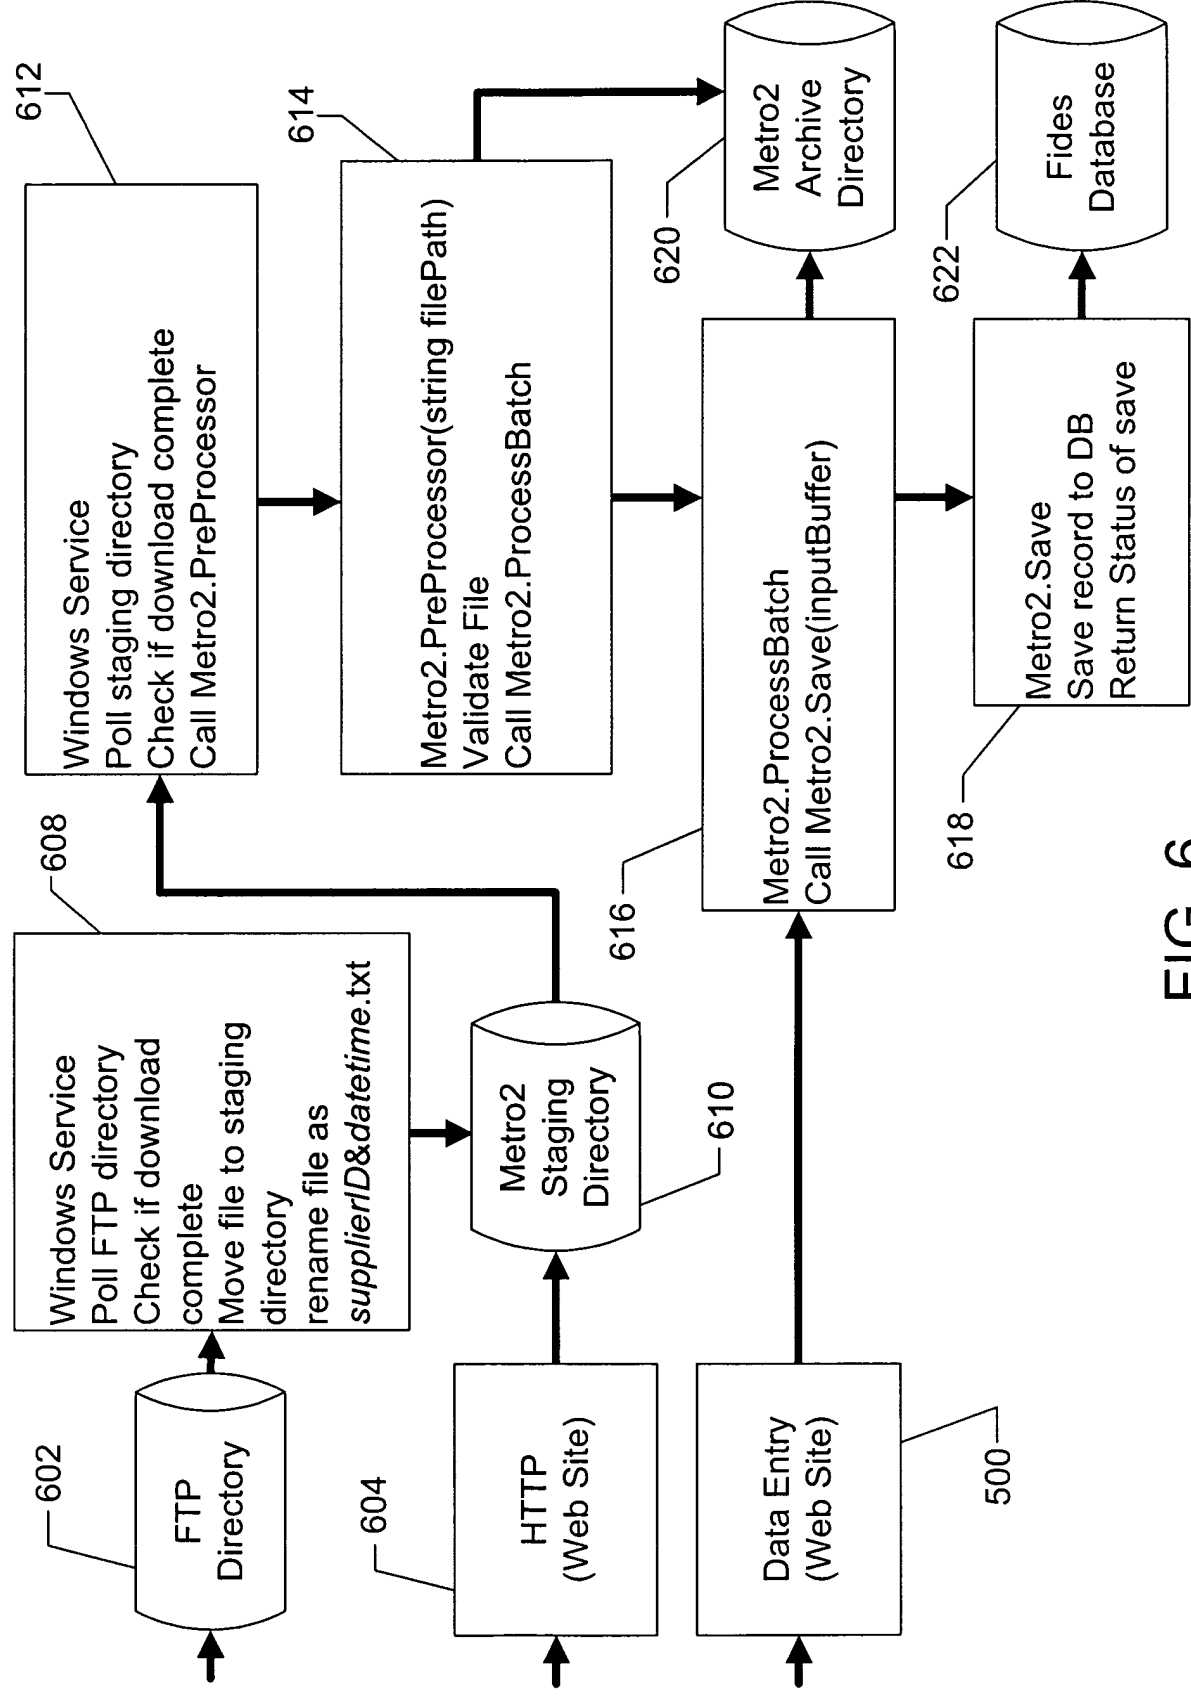 602
FTP
Directory
608
Windows Service
Poll FTP directory
Check if download
complete
Move file to staging
directory
rename file as
supplierID&datetime.txt
612
Windows Service
Poll staging directory
Check if download complete
Call Metro2.PreProcessor
604
HTTP
(Web Site)
Metro2
Staging
Directory
610
614
Metro2.PreProcessor(string filePath)
Validate File
Call Metro2.ProcessBatch
Data Entry
(Web Site)
500
616
Metro2.ProcessBatch
Call Metro2.Save(inputBuffer)
620
Metro2
Archive
Directory
618
Metro2.Save
Save record to DB
Return Status of save
622
Fides
Database
FIG. 6